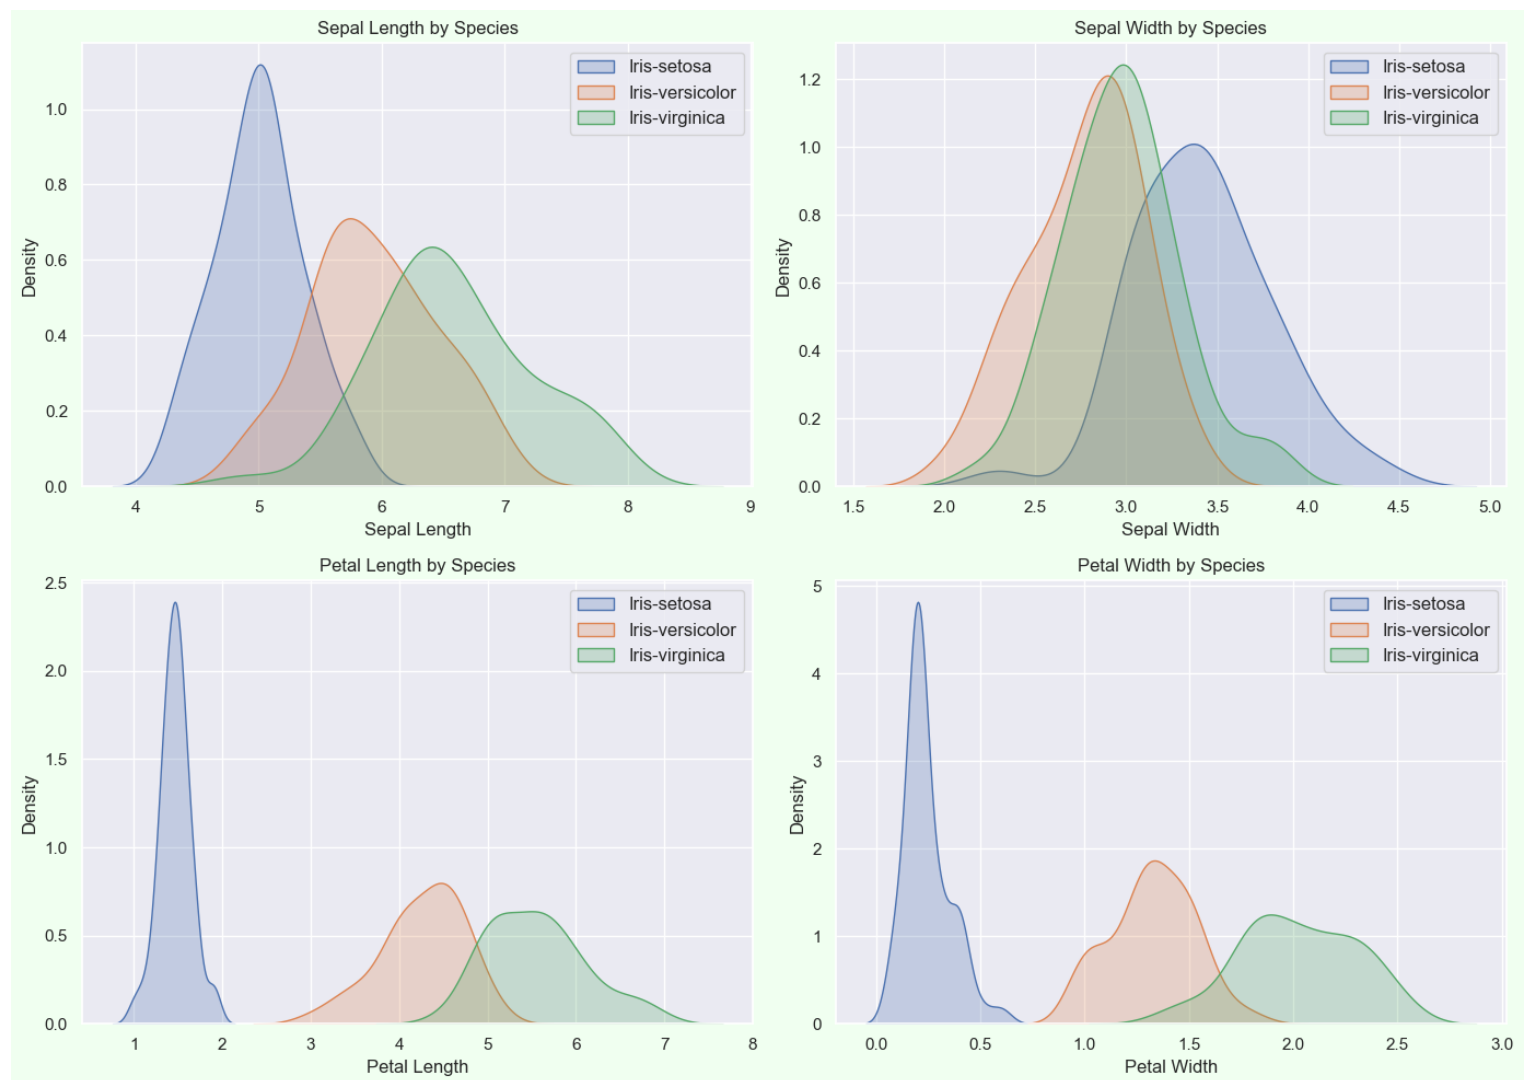 Sepal Length by Species
1.0
0.8
0.6
0.4
0.2
0.0
Density
Iris-setosa
Iris-versicolor
Iris-virginica
4 5 6 7 8 9
Sepal Length
Sepal Width by Species
1.2
1.0
0.8
0.6
0.4
0.2
0.0
Density
Iris-setosa
Iris-versicolor
Iris-virginica
1.5 2.0 2.5 3.0 3.5 4.0 4.5 5.0
Sepal Width
Petal Length by Species
2.5
2.0
1.5
1.0
0.5
0.0
Density
Iris-setosa
Iris-versicolor
Iris-virginica
1 2 3 4 5 6 7 8
Petal Length
Petal Width by Species
5
4
3
2
1
0
Density
Iris-setosa
Iris-versicolor
Iris-virginica
0.0 0.5 1.0 1.5 2.0 2.5 3.0
Petal Width